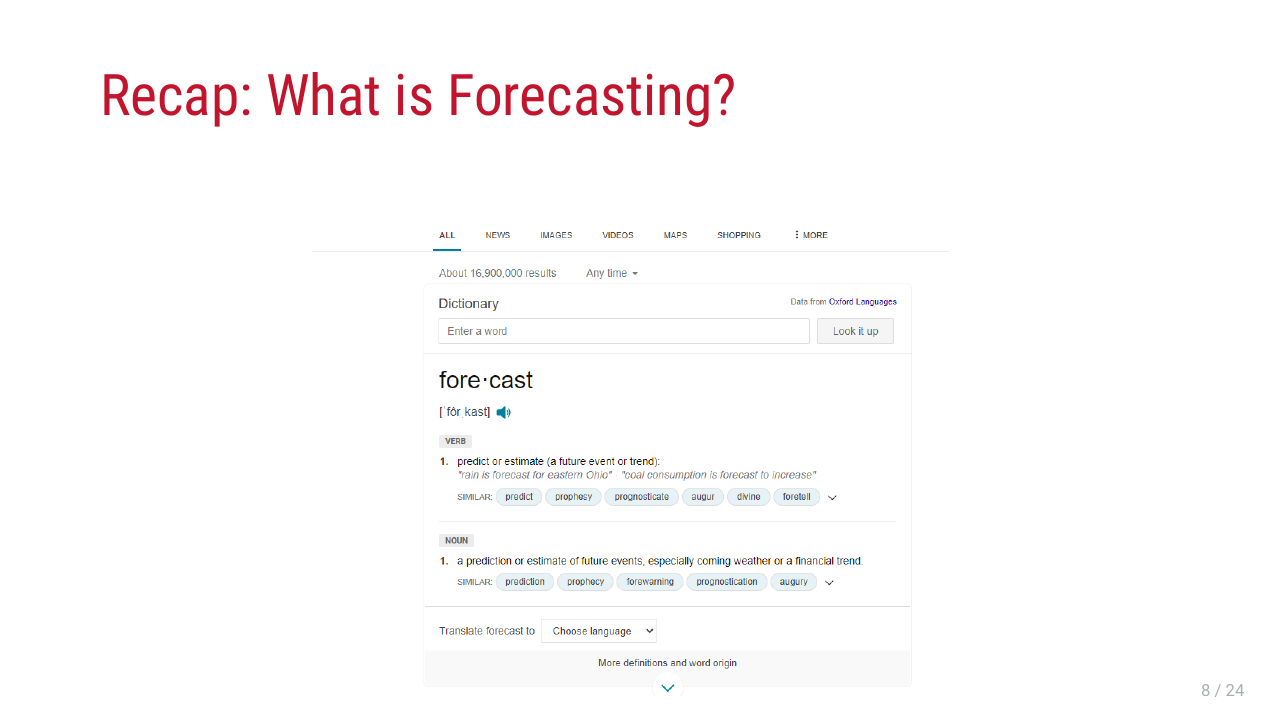 Recap: What is Forecasting?
ALL NEWS IMAGES VIDEOS MAPS SHOPPING ⋮ MORE
About 16,900,000 results Any time
Dictionary Data from Oxford Languages
Enter a word Look it up
fore·cast
[ˈfôrˌkast]
VERB
1. predict or estimate (a future event or trend):
"rain is forecast for eastern Ohio" · "coal consumption is forecast to increase"
SIMILAR: predict prophesy prognosticate augur divine foretell
NOUN
1. a prediction or estimate of future events, especially coming weather or a financial trend.
SIMILAR: prediction prophecy forewarning prognostication augury
Translate forecast to Choose language
More definitions and word origin
8 / 24